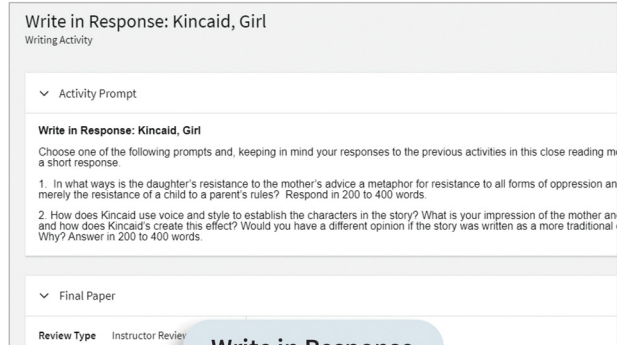 Write in Response: Kincaid, Girl
Writing Activity
Activity Prompt
Write in Response: Kincaid, Girl
Choose one of the following prompts and, keeping in mind your responses to the previous activities in this close reading
a short response.
1. In what ways is the daughter's resistance to the mother's advice a metaphor for resistance to all forms of oppression
merely the resistance of a child to a parent's rules? Respond in 200 to 400 words.
2. How does Kincaid use voice and style to establish the characters in the story? What is your impression of the mother
and how does Kincaid's create this effect? Would you have a different opinion if the story was written as a more traditional
Why? Answer in 200 to 400 words.
Final Paper
Review Type Instructor Review
Write in Response